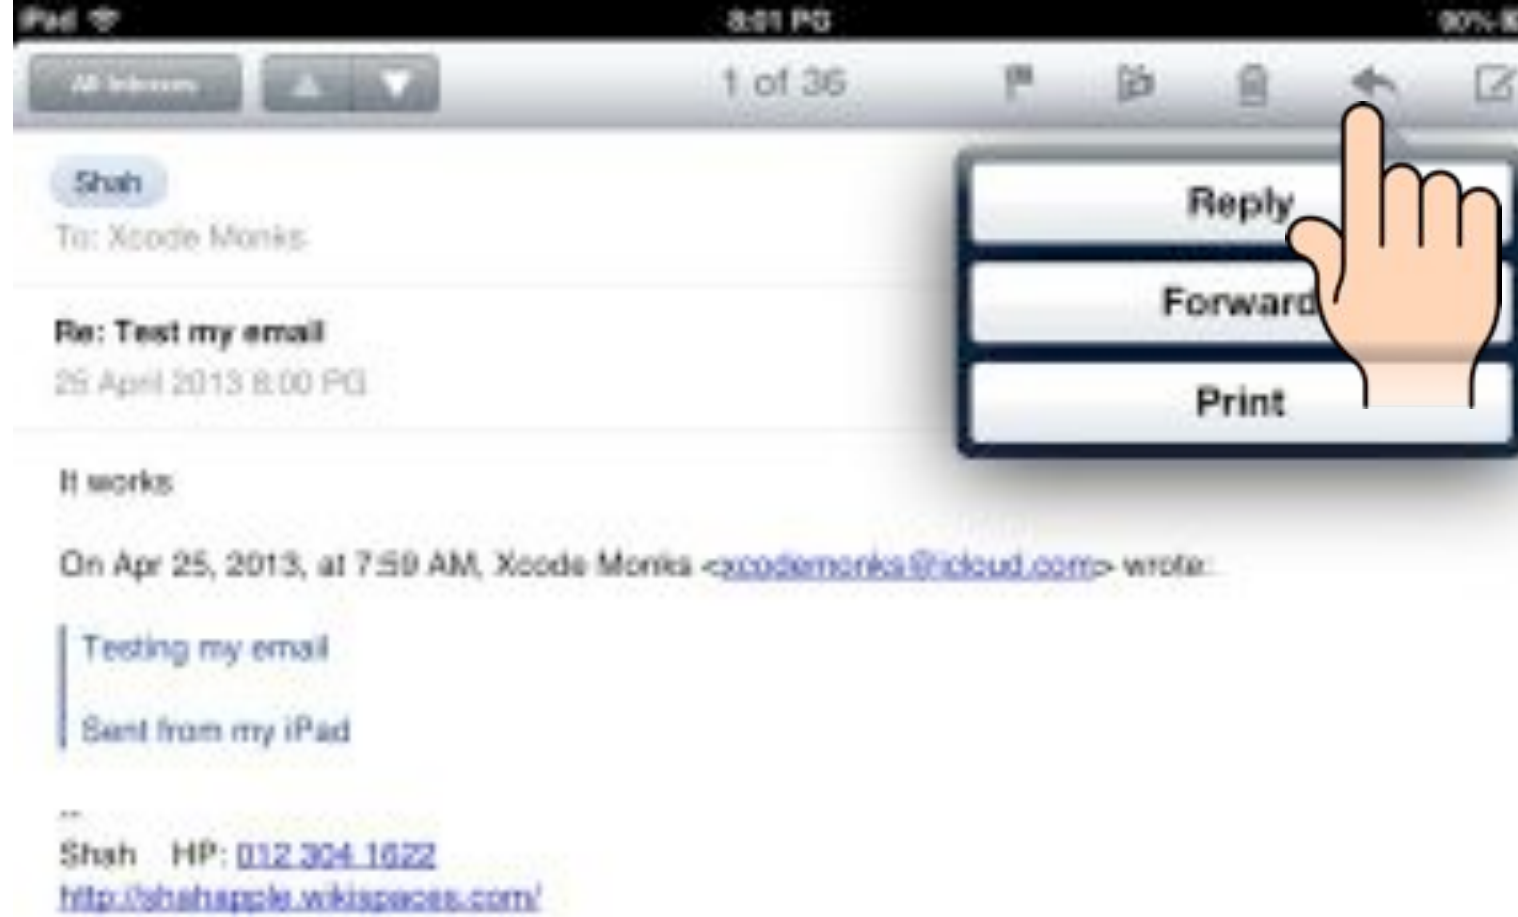 iPad 8:01 PG 90%
All Inboxes 1 of 36
Shah
To: Xcode Monks
Reply
Forward
Print
Re: Test my email
25 April 2013 8:00 PG
It works
On Apr 25, 2013, at 7:59 AM, Xcode Monks <xcodemonks@icloud.com> wrote:
Testing my email
Sent from my iPad
--
Shah HP: 012 304 1622
http://shahapple.wikispaces.com/